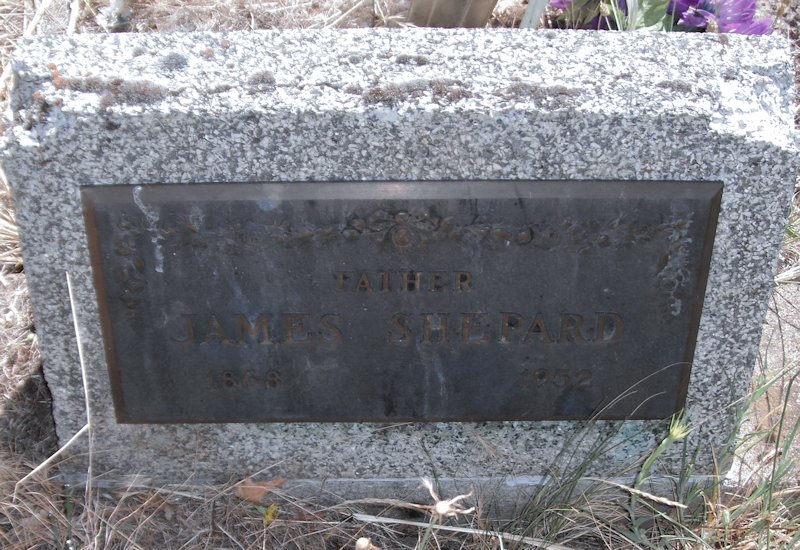 FATHER
JAMES SHEPARD
1868 1952